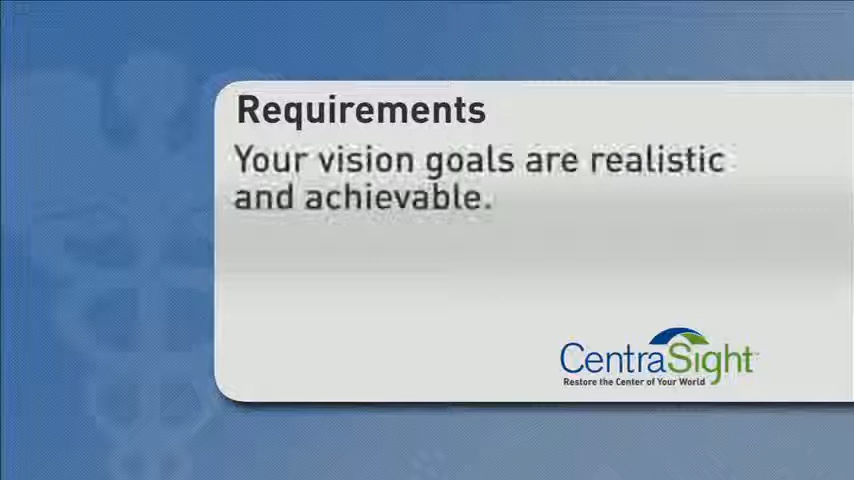 Requirements
Your vision goals are realistic
and achievable.
CentraSight
Restore the Center of Your World